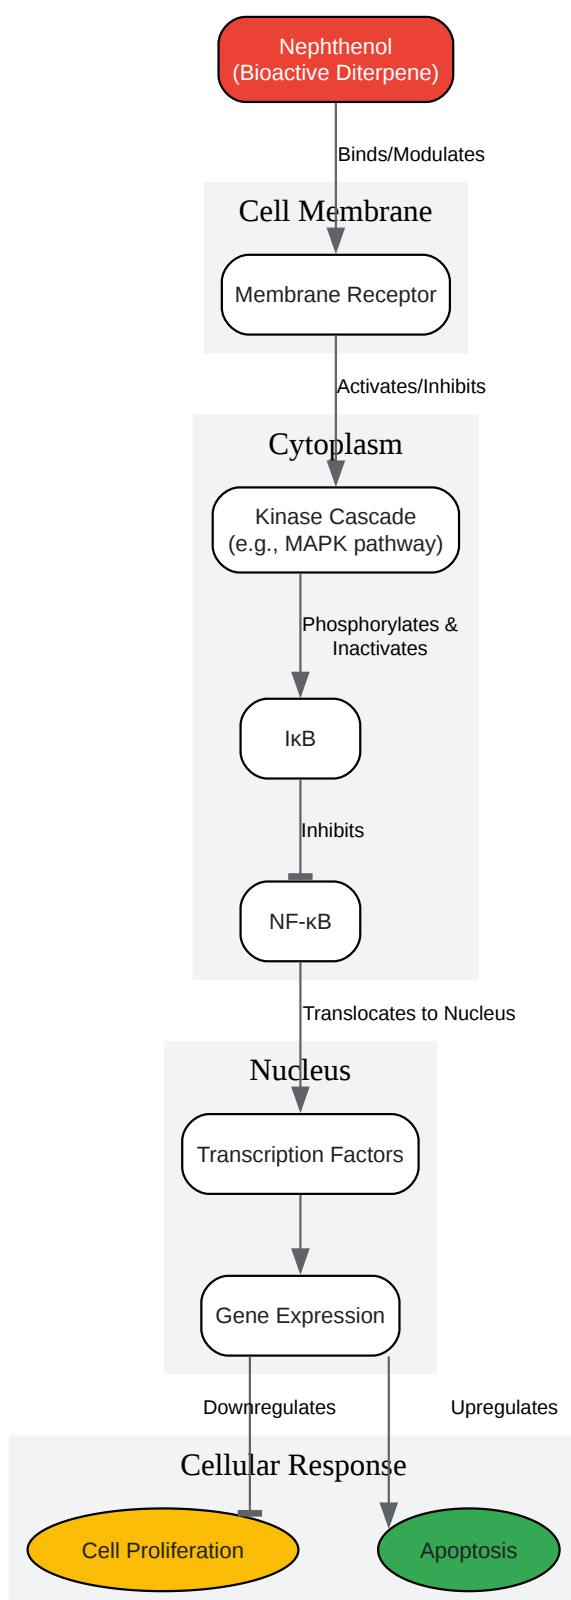 Nephthenol
(Bioactive Diterpene)
Binds/Modulates
Cell Membrane
Membrane Receptor
Activates/Inhibits
Cytoplasm
Kinase Cascade
(e.g., MAPK pathway)
Phosphorylates &
Inactivates
IκB
Inhibits
NF-κB
Translocates to Nucleus
Nucleus
Transcription Factors
Gene Expression
Downregulates
Upregulates
Cellular Response
Cell Proliferation
Apoptosis